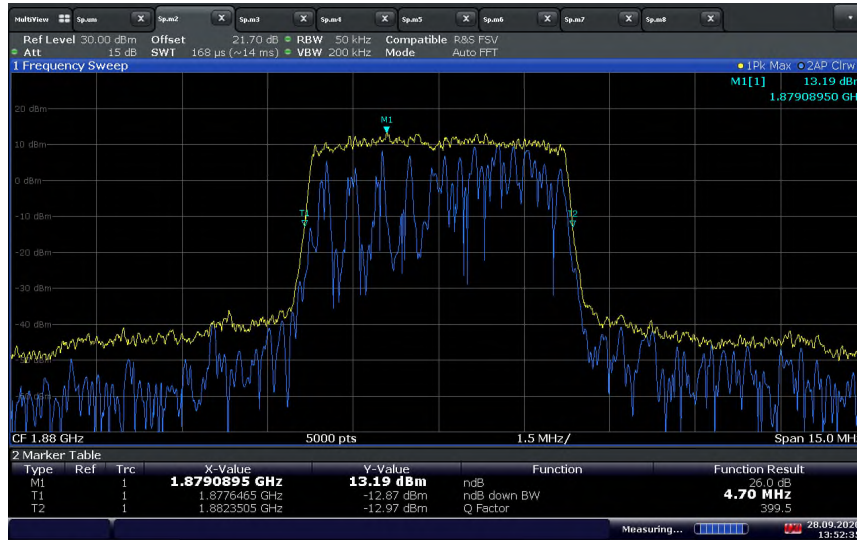 MultiView Sp.um X Sp.m2 X Sp.m3 X Sp.m4 X Sp.m5 X Sp.m6 X Sp.m7 X Sp.m8 X
Ref Level 30.00 dBm Offset 21.70 dB RBW 50 kHz Compatible R&S FSV
Att 15 dB SWT 168 µs (~14 ms) VBW 200 kHz Mode Auto FFT
1 Frequency Sweep 1Pk Max 2AP Clrw
M1[1] 13.19 dBm
1.87908950 GH
20 dBm
M1
10 dBm
0 dBm
T1 T2
-10 dBm
-20 dBm
-30 dBm
-40 dBm
CF 1.88 GHz 5000 pts 1.5 MHz/ Span 15.0 MH
2 Marker Table
Type Ref Trc X-Value Y-Value Function Function Result
M1 1 1.8790895 GHz 13.19 dBm ndB 26.0 dB
T1 1 1.8776465 GHz -12.87 dBm ndB down BW 4.70 MHz
T2 1 1.8823505 GHz -12.97 dBm Q Factor 399.5
Measuring... 28.09.2020
13:52:35